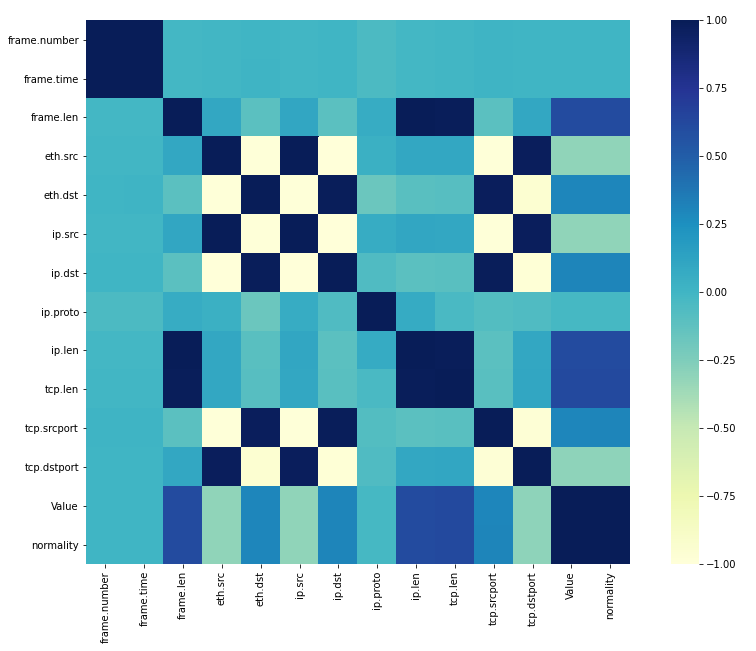 frame.number
frame.time
frame.len
eth.src
eth.dst
ip.src
ip.dst
ip.proto
ip.len
tcp.len
tcp.srcport
tcp.dstport
Value
normality
frame.number
frame.time
frame.len
eth.src
eth.dst
ip.src
ip.dst
ip.proto
ip.len
tcp.len
tcp.srcport
tcp.dstport
Value
normality
1.00
0.75
0.50
0.25
0.00
−0.25
−0.50
−0.75
−1.00